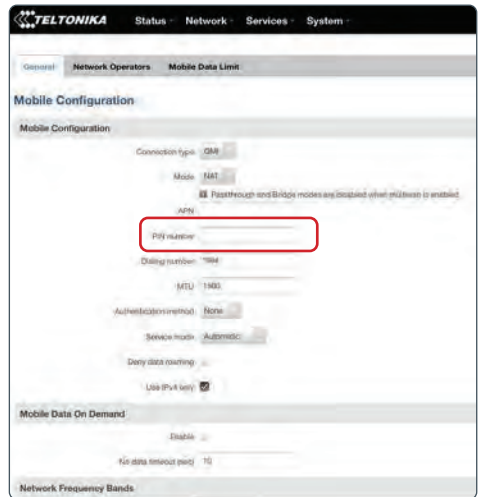 TELTONIKA Status Network Services System
General Network Operators Mobile Data Limit
Mobile Configuration
Mobile Configuration
Connection type QMI
Mode NAT
Passthrough and Bridge modes are disabled when multiwan is enabled
APN
PIN number
Dialing number
MTU 1500
Authentication method None
Service mode Automatic
Deny data roaming
Use IPv4 only
Mobile Data On Demand
Enable
No data timeout (sec) 10
Network Frequency Bands